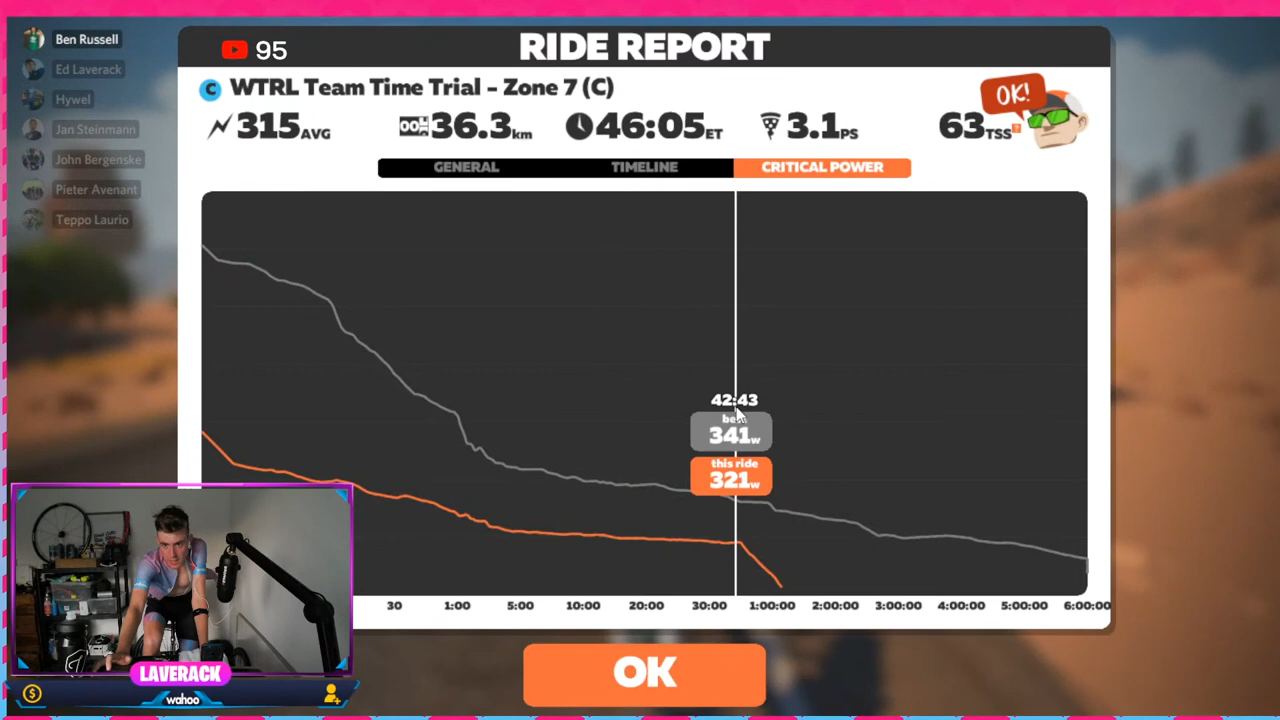 Ben Russell
Ed Laverack
Hywel
Jan Steinmann
John Bergenske
Pieter Avenant
Teppo Laurio
95
RIDE REPORT
C WTRL Team Time Trial - Zone 7 (C)
OK!
315AVG
36.3km
46:05ET
3.1PS
63TSS?
GENERAL
TIMELINE
CRITICAL POWER
42:43
341w
this ride
321w
30 1:00 5:00 10:00 20:00 30:00 1:00:00 2:00:00 3:00:00 4:00:00 5:00:00 6:00:00
OK
LAVERACK
wahoo